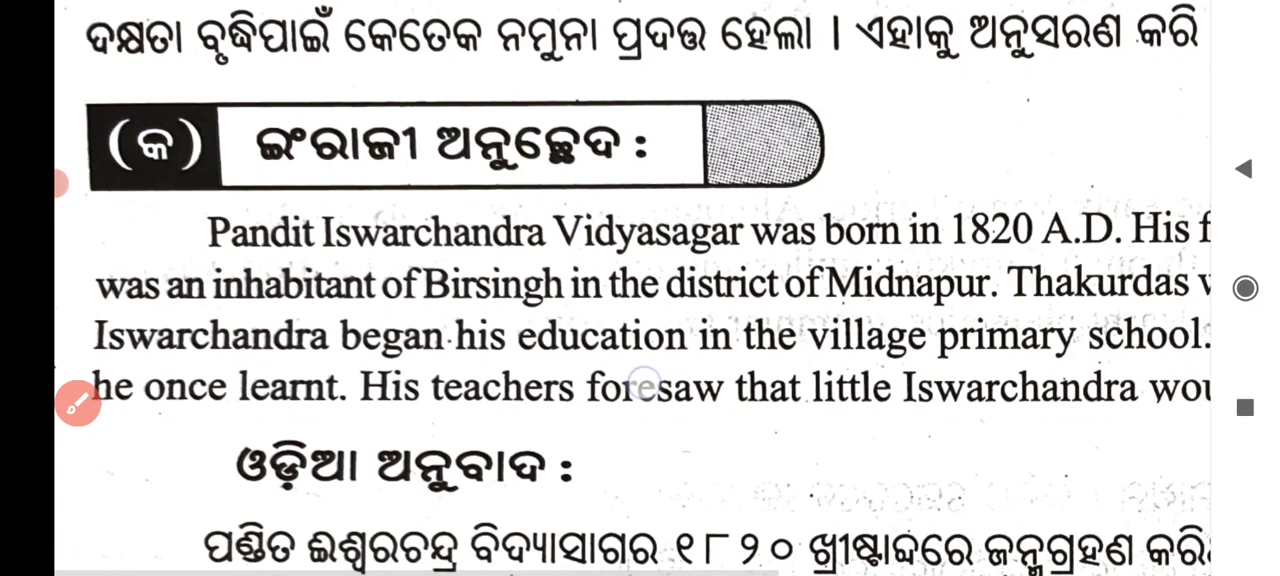 ଦକ୍ଷତା ବୃଦ୍ଧିପାଇଁ କେତେକ ନମୁନା ପ୍ରଦତ୍ତ ହେଲା । ଏହାକୁ ଅନୁସରଣ କରି
(କ) ଇଂରାଜୀ ଅନୁଚ୍ଛେଦ :
Pandit Iswarchandra Vidyasagar was born in 1820 A.D. His
was an inhabitant of Birsingh in the district of Midnapur. Thakurdas
Iswarchandra began his education in the village primary school.
he once learnt. His teachers foresaw that little Iswarchandra
ଓଡ଼ିଆ ଅନୁବାଦ :
ପଣ୍ଡିତ ଈଶ୍ୱରଚନ୍ଦ୍ର ବିଦ୍ୟାସାଗର ୧୮୨୦ ଖ୍ରୀଷ୍ଟାବ୍ଦରେ ଜନ୍ମଗ୍ରହଣ କରି